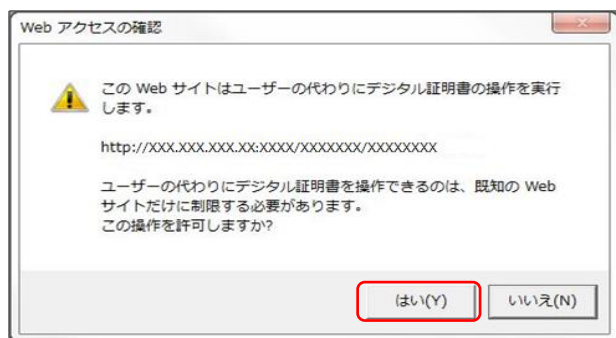 Web アクセスの確認
この Web サイトはユーザーの代わりにデジタル証明書の操作を実行
します。
http://XXX.XXX.XXX.XX:XXXX/XXXXXXX/XXXXXXXX
ユーザーの代わりにデジタル証明書を操作できるのは、既知の Web
サイトだけに制限する必要があります。
この操作を許可しますか?
はい(Y) いいえ(N)